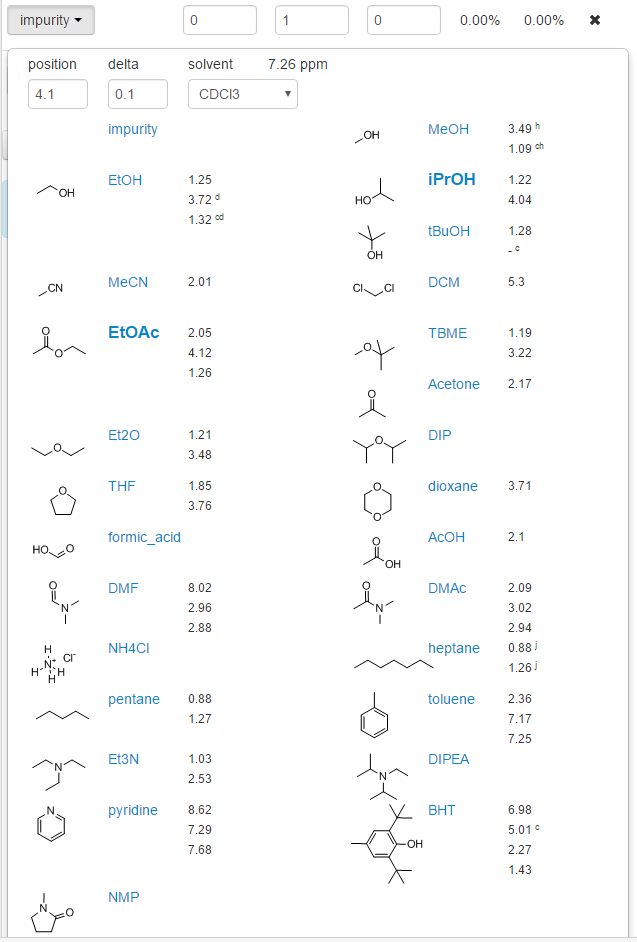 impurity
0
1
0
0.00%
0.00%
✖
position
delta
solvent
7.26 ppm
4.1
0.1
CDCl3
impurity
OH
MeOH
3.49 h
1.09 ch
OH
EtOH
1.25
3.72 d
1.32 cd
HO
iPrOH
1.22
4.04
OH
tBuOH
1.28
- c
CN
MeCN
2.01
Cl
Cl
DCM
5.3
O
O
EtOAc
2.05
4.12
1.26
O
TBME
1.19
3.22
O
Acetone
2.17
O
Et2O
1.21
3.48
O
DIP
O
THF
1.85
3.76
O
O
dioxane
3.71
HO
O
formic_acid
O
OH
AcOH
2.1
O
N
DMF
8.02
2.96
2.88
O
N
DMAc
2.09
3.02
2.94
H
H
N+
H
H
Cl-
NH4Cl
heptane
0.88 j
1.26 j
pentane
0.88
1.27
toluene
2.36
7.17
7.25
N
Et3N
1.03
2.53
N
DIPEA
N
pyridine
8.62
7.29
7.68
OH
BHT
6.98
5.01 c
2.27
1.43
N
O
NMP